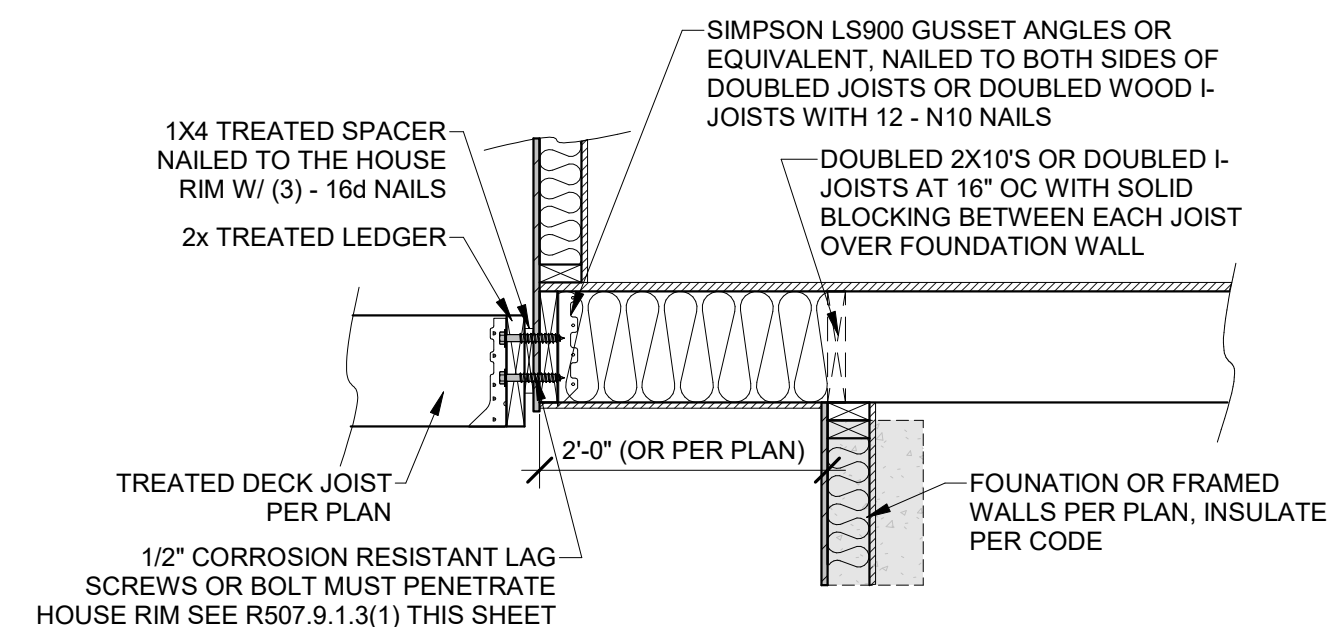 SIMPSON LS900 GUSSET ANGLES OR
EQUIVALENT, NAILED TO BOTH SIDES OF
DOUBLED JOISTS OR DOUBLED WOOD I-
JOISTS WITH 12 - N10 NAILS
1X4 TREATED SPACER
NAILED TO THE HOUSE
RIM W/ (3) - 16d NAILS
DOUBLED 2X10'S OR DOUBLED I-
JOISTS AT 16" OC WITH SOLID
BLOCKING BETWEEN EACH JOIST
OVER FOUNDATION WALL
2x TREATED LEDGER
2'-0" (OR PER PLAN)
TREATED DECK JOIST
PER PLAN
FOUNATION OR FRAMED
WALLS PER PLAN, INSULATE
PER CODE
1/2" CORROSION RESISTANT LAG
SCREWS OR BOLT MUST PENETRATE
HOUSE RIM SEE R507.9.1.3(1) THIS SHEET